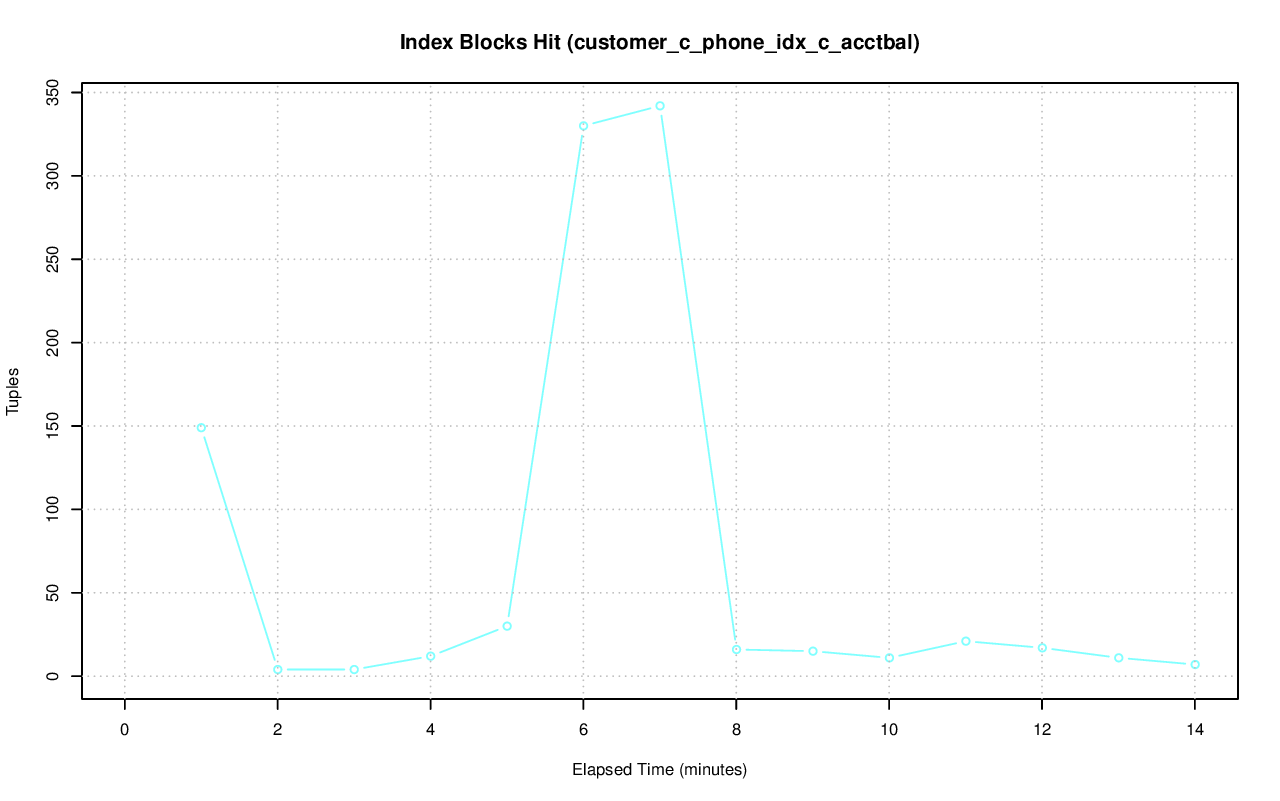 Index Blocks Hit (customer_c_phone_idx_c_acctbal)
350
300
250
200
150
100
50
0
Tuples
0 2 4 6 8 10 12 14
Elapsed Time (minutes)